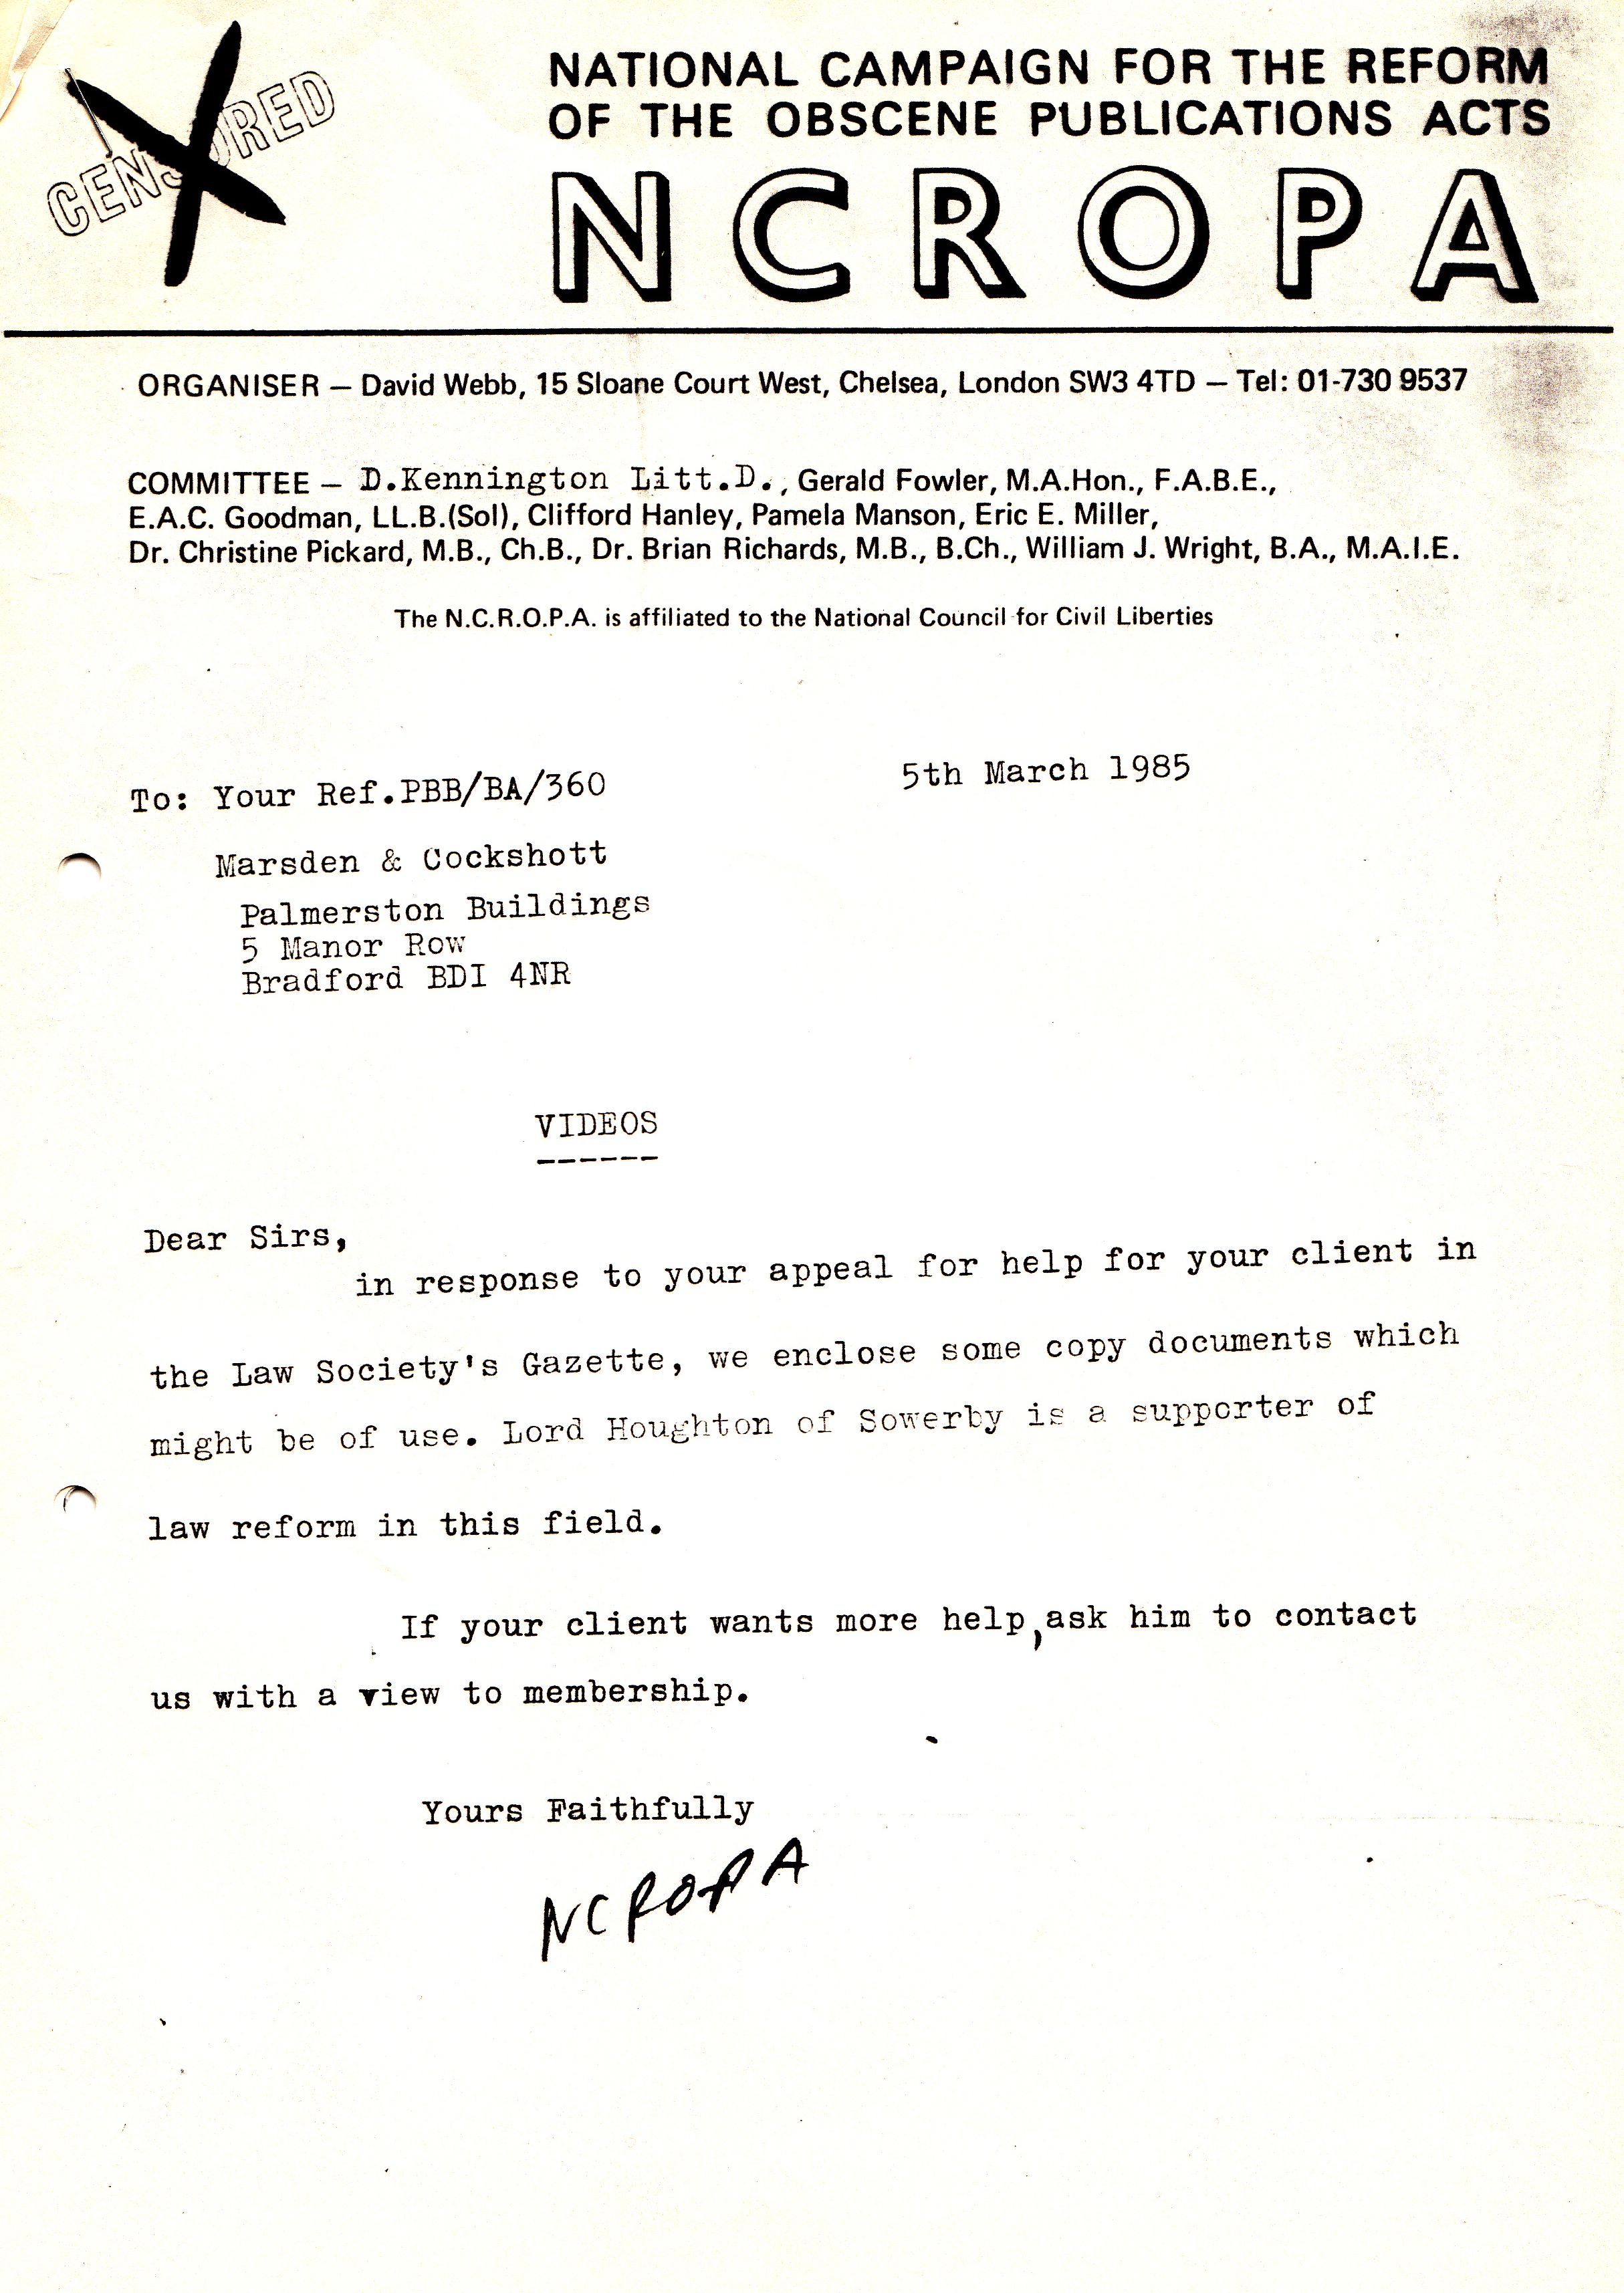 CENSORED
NATIONAL CAMPAIGN FOR THE REFORM
OF THE OBSCENE PUBLICATIONS ACTS
NCROPA
ORGANISER — David Webb, 15 Sloane Court West, Chelsea, London SW3 4TD — Tel: 01-730 9537
COMMITTEE — D.Kennington Litt.D., Gerald Fowler, M.A.Hon., F.A.B.E.,
E.A.C. Goodman, LL.B.(Sol), Clifford Hanley, Pamela Manson, Eric E. Miller,
Dr. Christine Pickard, M.B., Ch.B., Dr. Brian Richards, M.B., B.Ch., William J. Wright, B.A., M.A.I.E.
The N.C.R.O.P.A. is affiliated to the National Council for Civil Liberties
To: Your Ref.PBB/BA/360
5th March 1985
Marsden & Cockshott
Palmerston Buildings
5 Manor Row
Bradford BDI 4NR
VIDEOS
------
Dear Sirs,
in response to your appeal for help for your client in
the Law Society's Gazette, we enclose some copy documents which
might be of use. Lord Houghton of Sowerby is a supporter of
law reform in this field.
If your client wants more help, ask him to contact
us with a view to membership.
Yours Faithfully
NCROPA